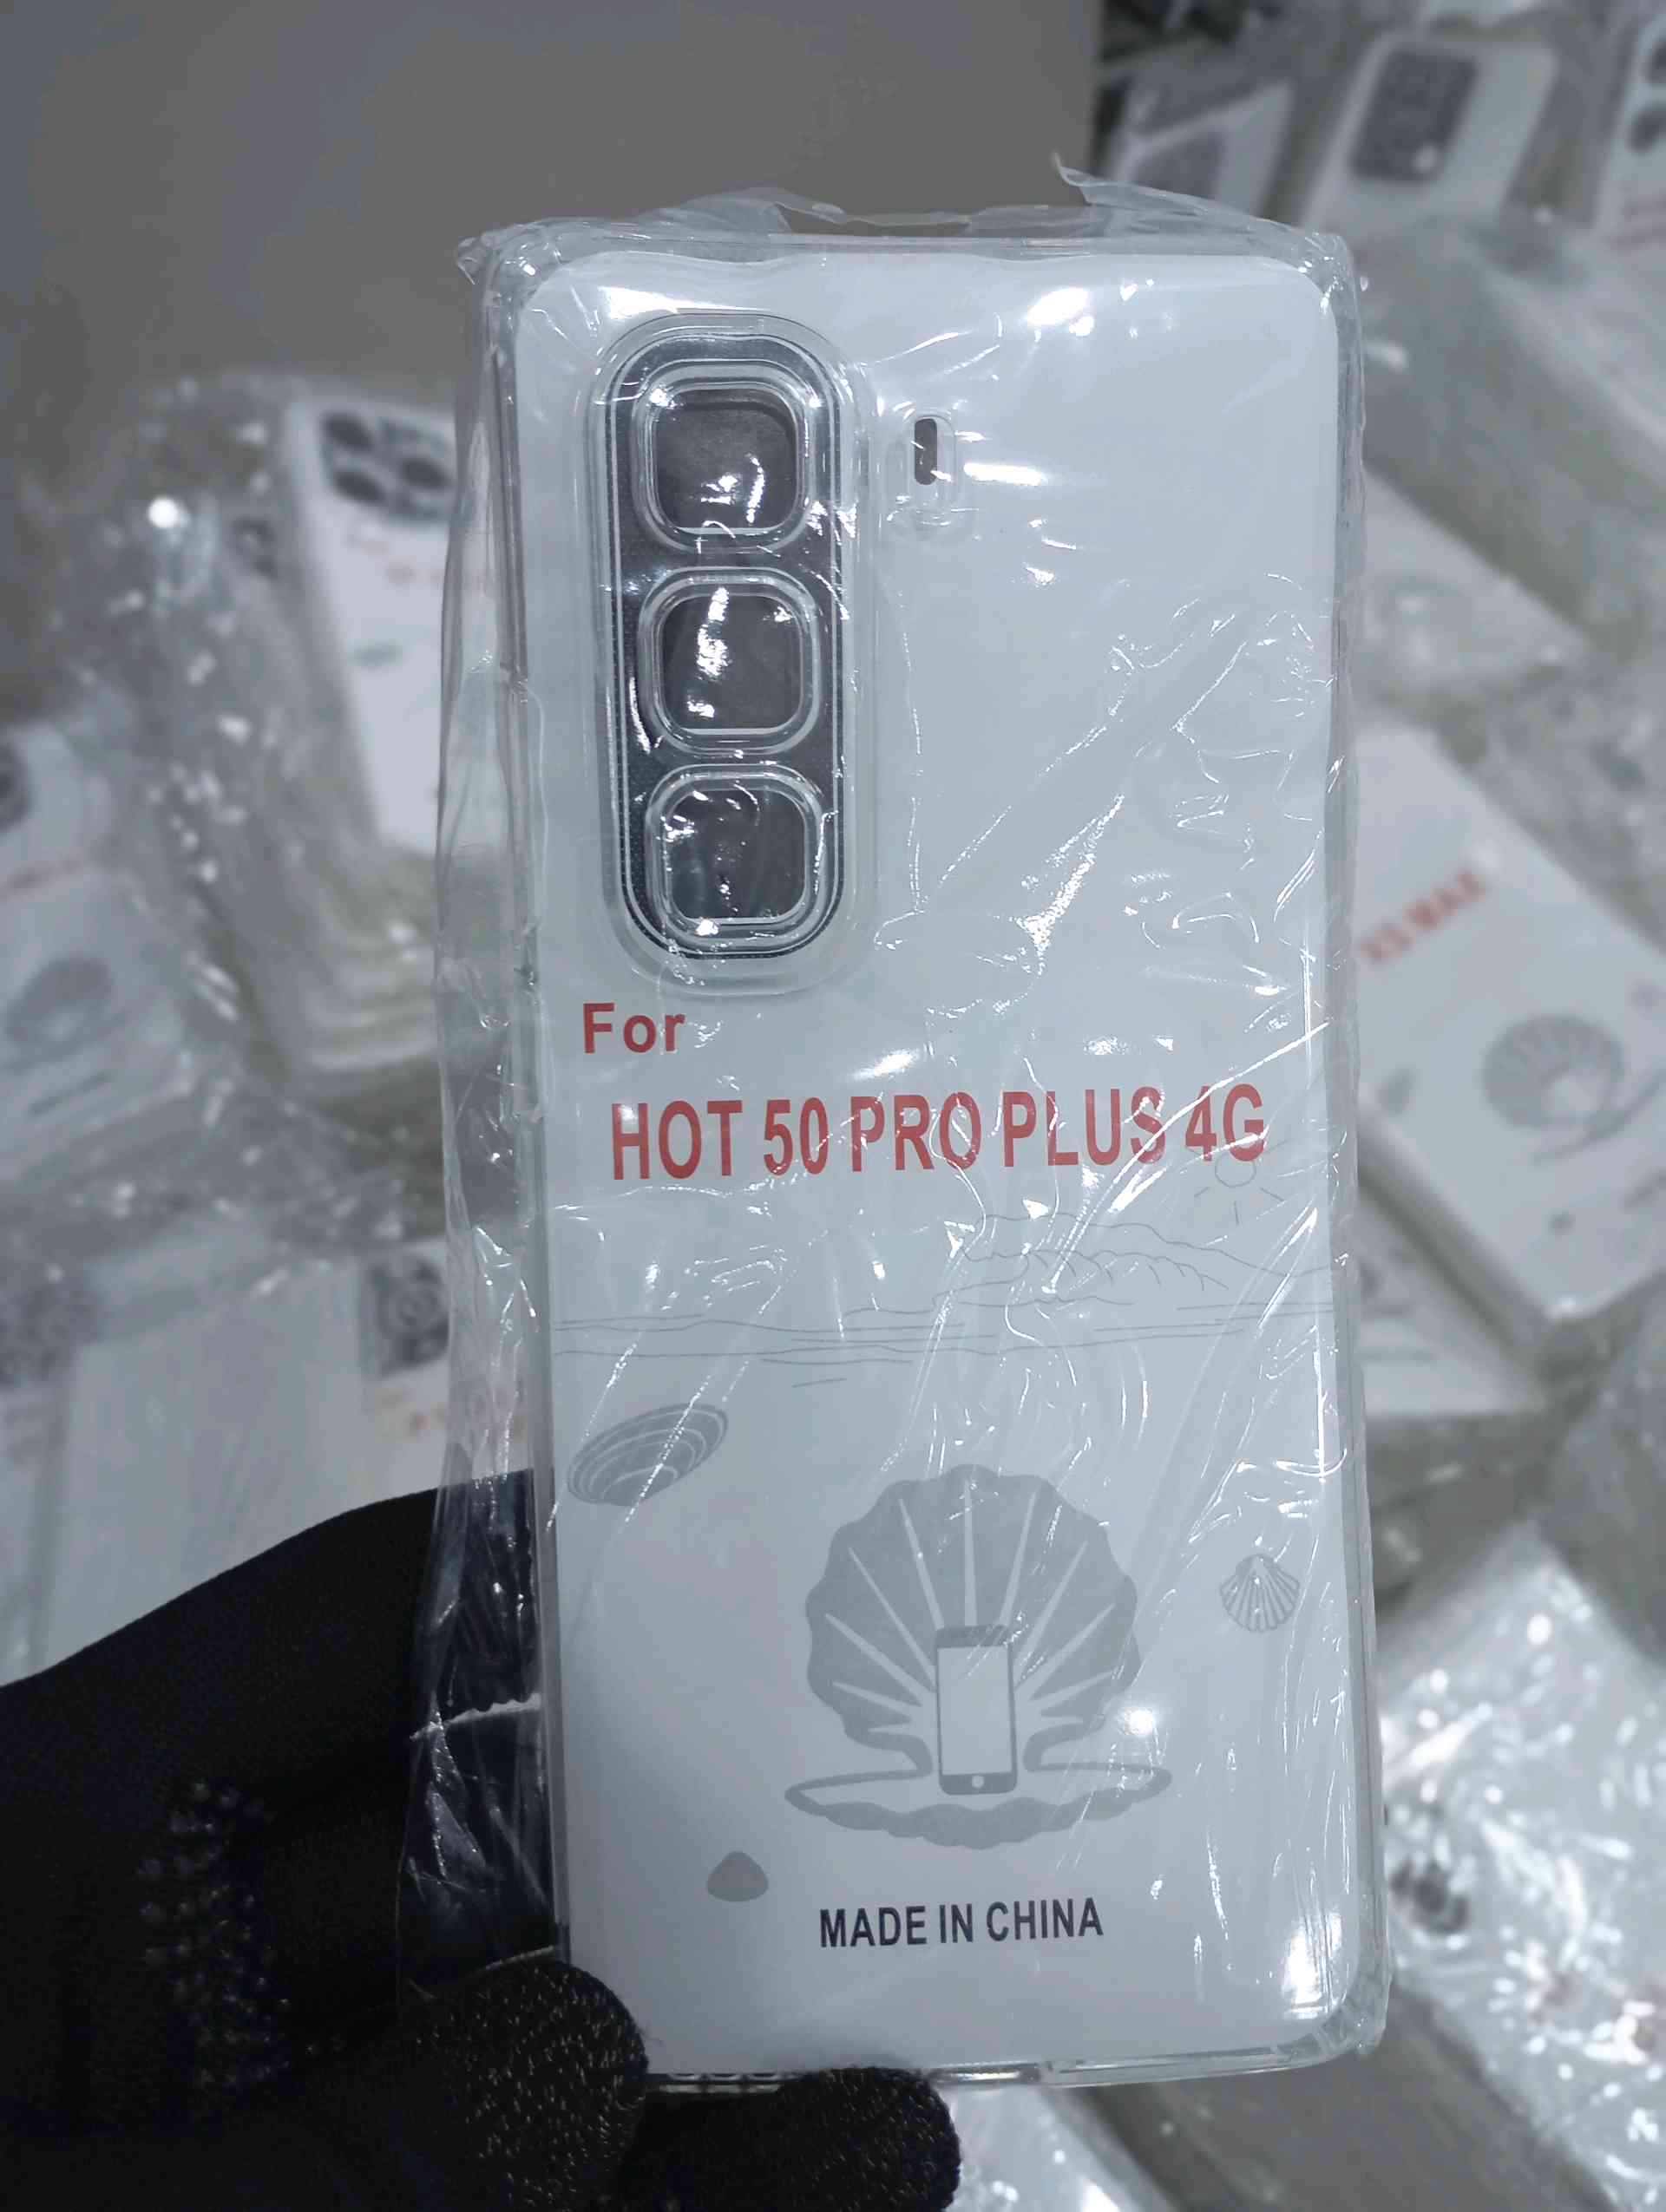 For
HOT 50 PRO PLUS 4G
MADE IN CHINA